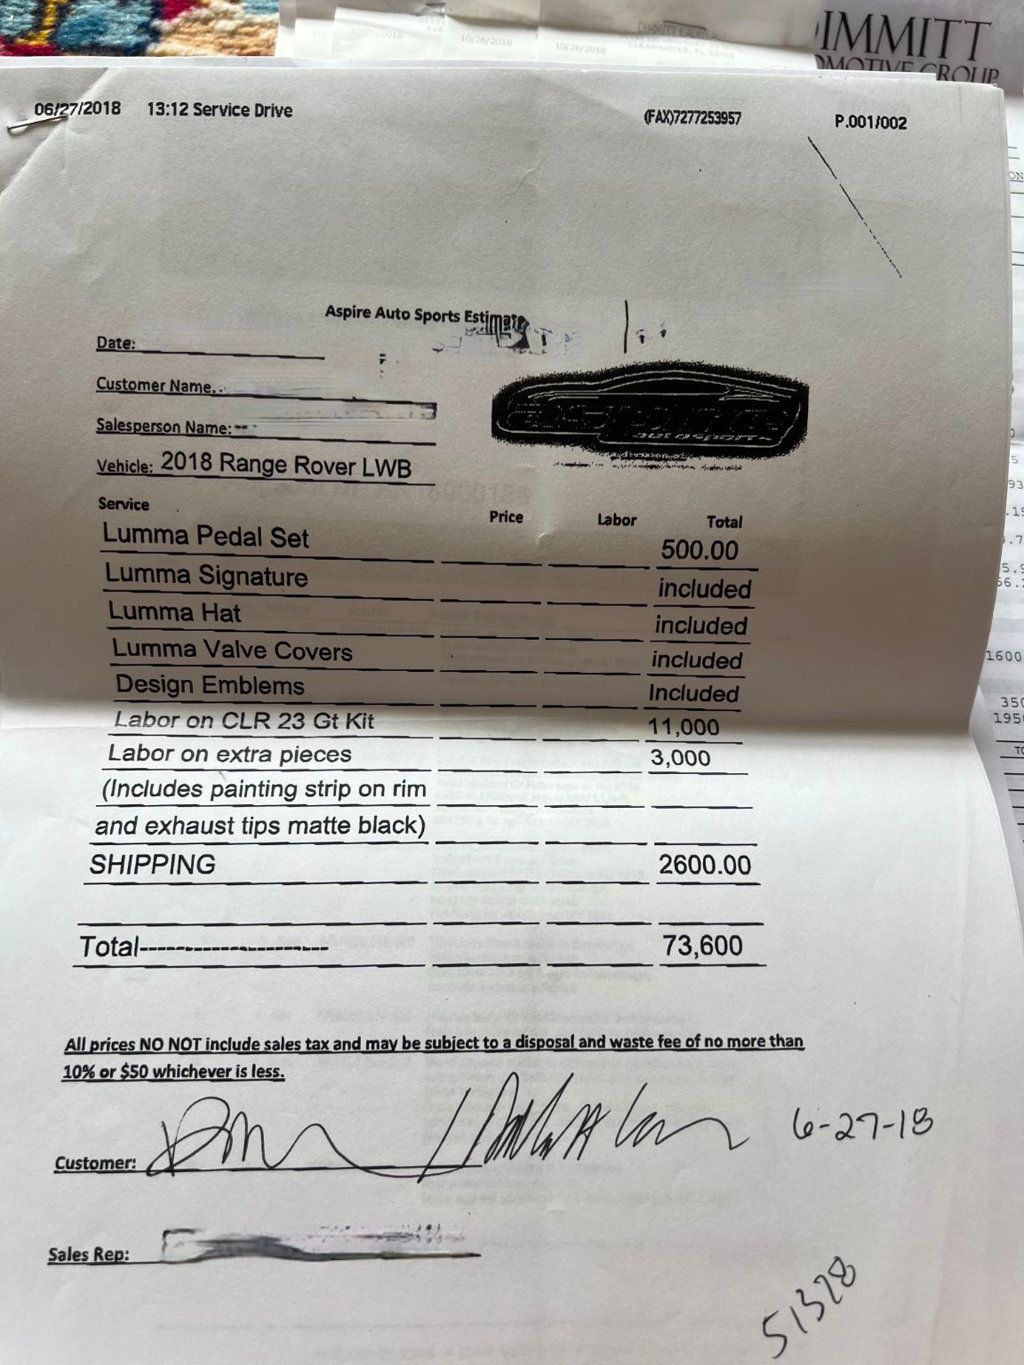 DIMMITT
06/27/2018 13:12 Service Drive (FAX)7277253957 P.001/002
Aspire Auto Sports Estimate
Date:
Customer Name
Salesperson Name:
Vehicle: 2018 Range Rover LWB
Service Price Labor Total
Lumma Pedal Set 500.00
Lumma Signature included
Lumma Hat included
Lumma Valve Covers included
Design Emblems Included
Labor on CLR 23 Gt Kit 11,000
Labor on extra pieces 3,000
(Includes painting strip on rim
and exhaust tips matte black)
SHIPPING 2600.00
Total---------------------- 73,600
All prices NO NOT include sales tax and may be subject to a disposal and waste fee of no more than
10% or $50 whichever is less.
6-27-18
Customer:
Sales Rep:
51328